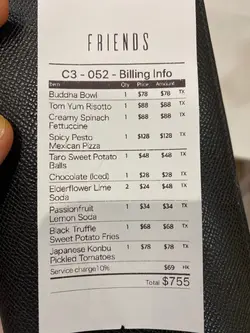 FRIENDS
C3 - 052 - Billing Info
Item Qty Price Amount
Buddha Bowl 1 $78 $78 TX
Tom Yum Risotto 1 $88 $88 TX
Creamy Spinach 1 $88 $88 TX
Fettuccine
Spicy Pesto 1 $128 $128 TX
Mexican Pizza
Taro Sweet Potato 1 $48 $48 TX
Balls
Chocolate (Iced) 1 $28 $28 TX
Elderflower Lime 2 $24 $48 TX
Soda
Passionfruit 1 $34 $34 TX
Lemon Soda
Black Truffle 1 $68 $68 TX
Sweet Potato Fries
Japanese Konbu 1 $78 $78 TX
Pickled Tomatoes
Service charge10% $69 HK
Total $755